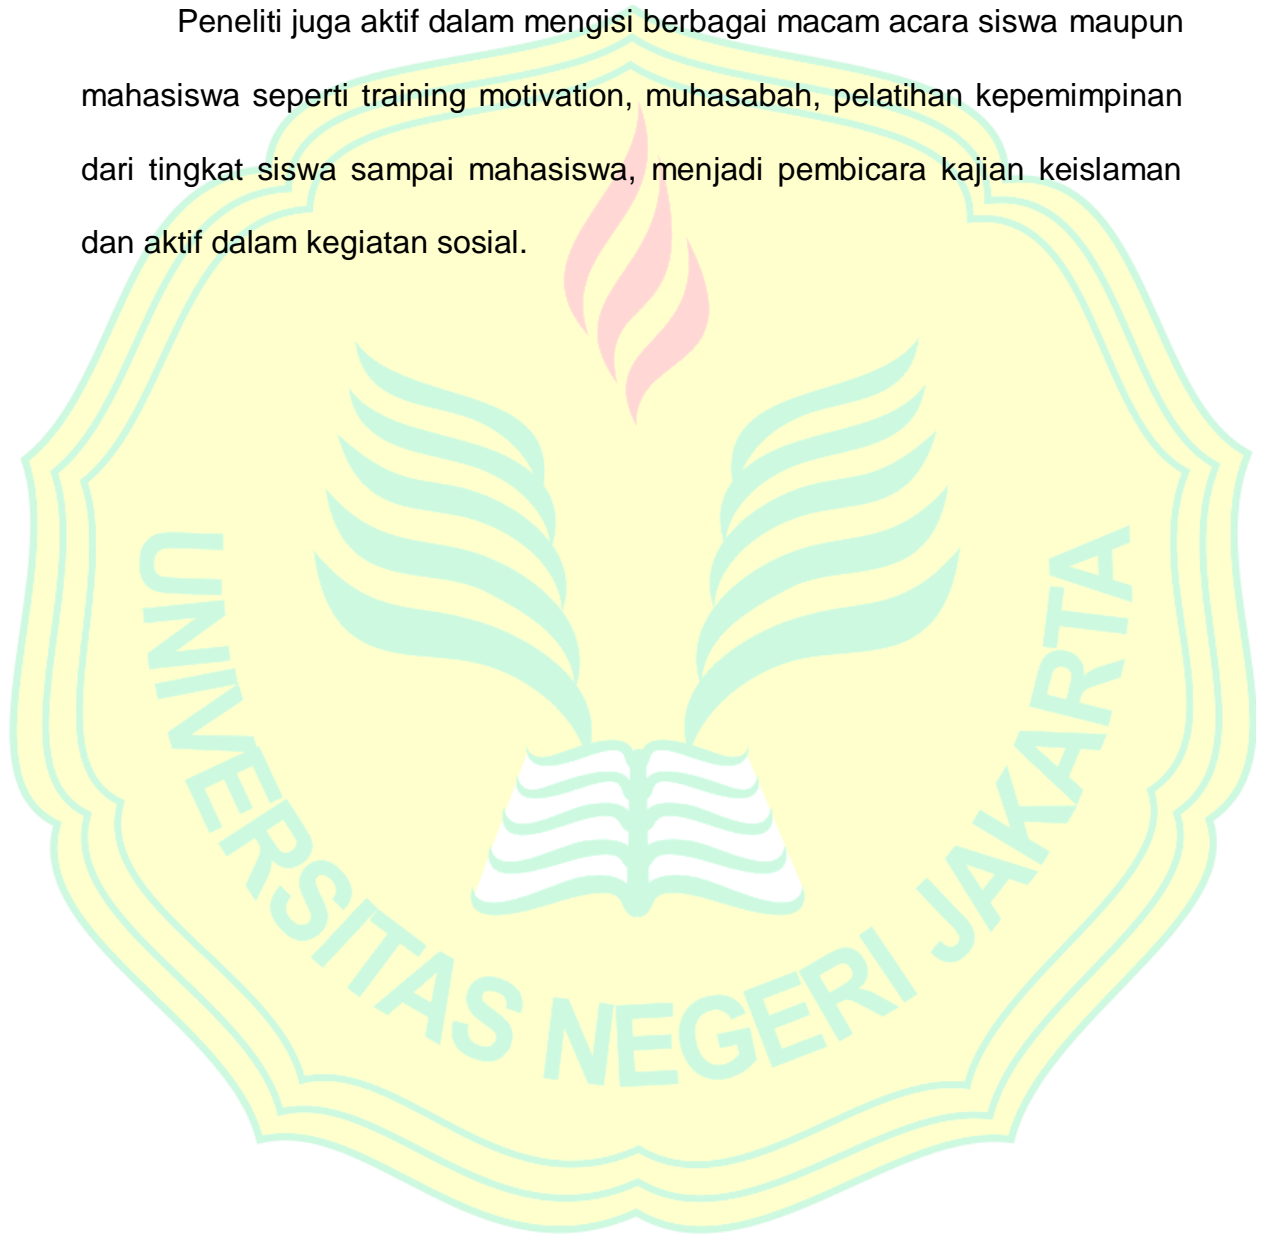 Peneliti juga aktif dalam mengisi berbagai macam acara siswa maupun
mahasiswa seperti training motivation, muhasabah, pelatihan kepemimpinan
dari tingkat siswa sampai mahasiswa, menjadi pembicara kajian keislaman
dan aktif dalam kegiatan sosial.
UNIVERSITAS NEGERI JAKARTA